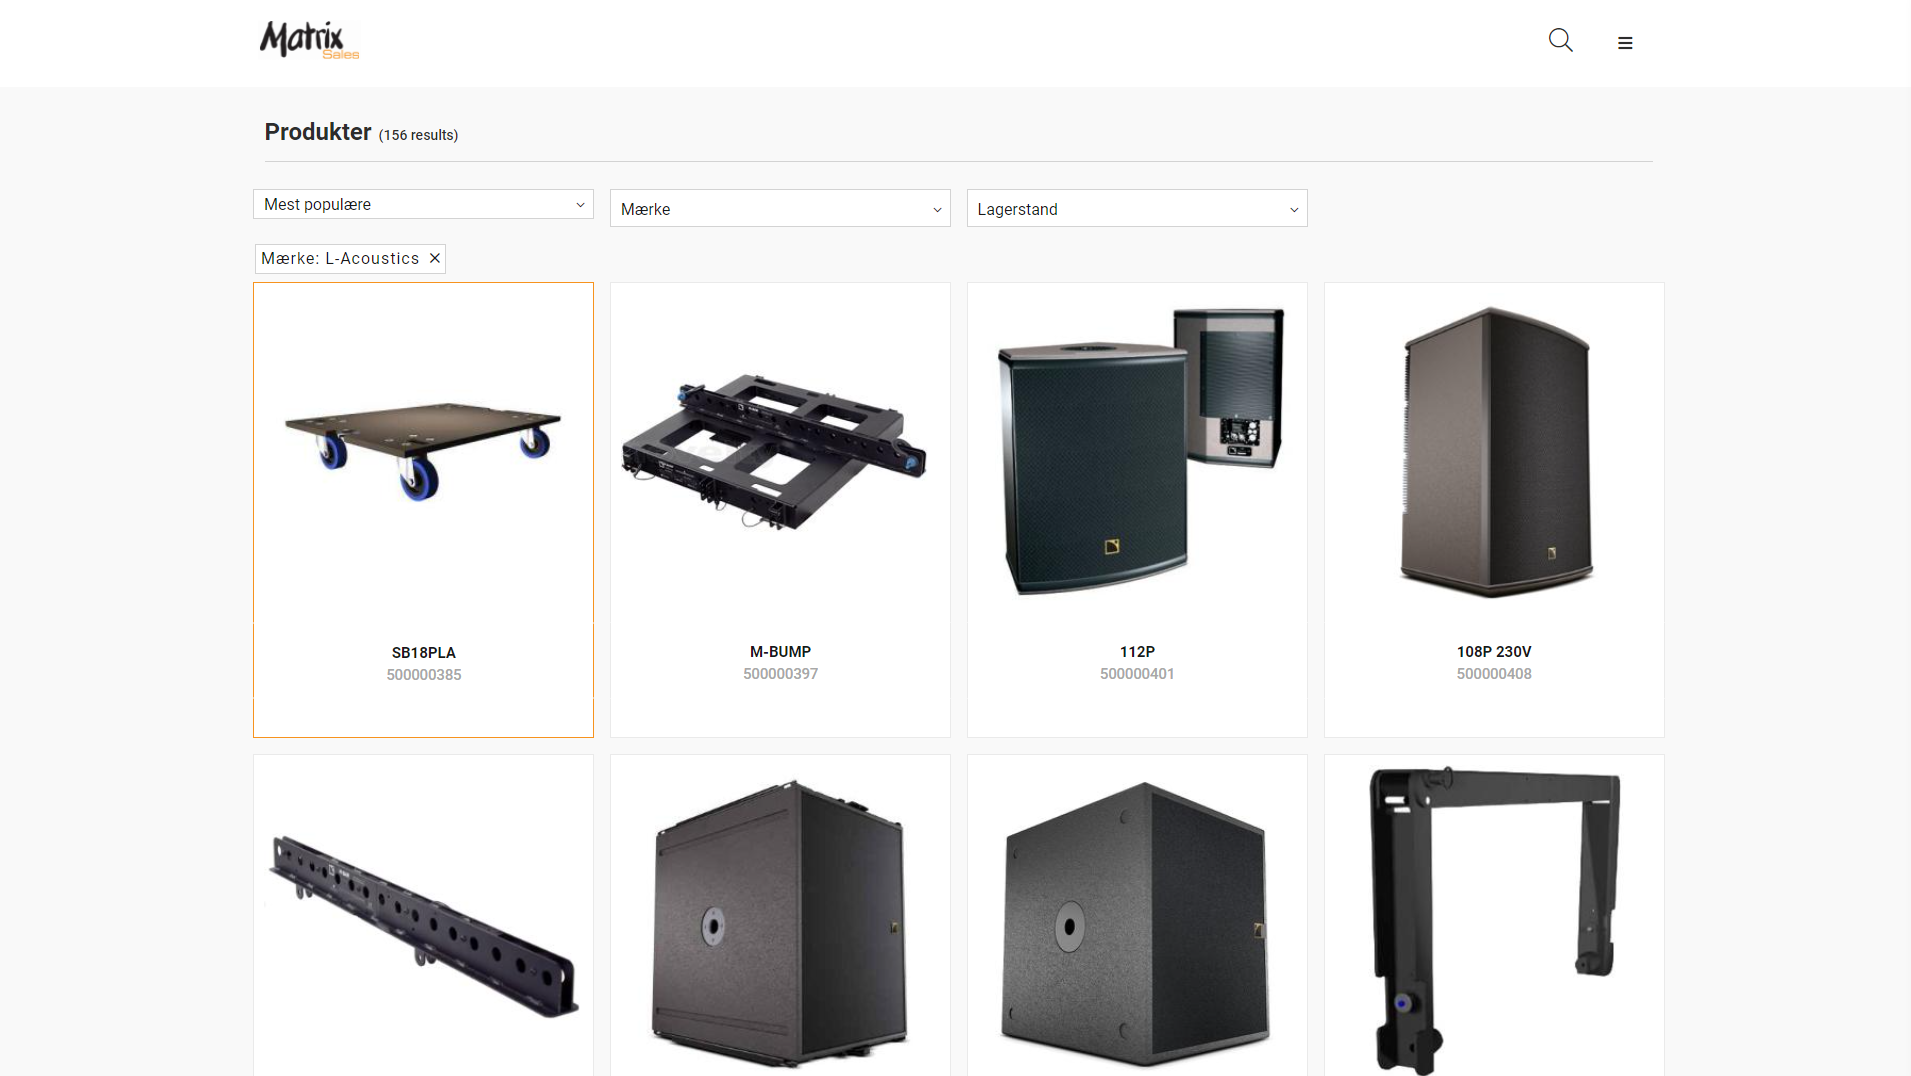 Matrix
Sales
Produkter (156 results)
Mest populære
Mærke
Lagerstand
Mærke: L-Acoustics ×
SB18PLA
500000385
M-BUMP
500000397
112P
500000401
108P 230V
500000408